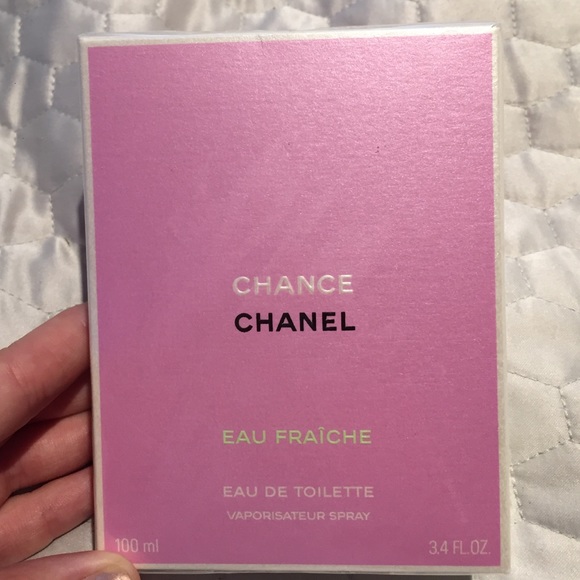 CHANCE
CHANEL
EAU FRAÎCHE
EAU DE TOILETTE
VAPORISATEUR SPRAY
100 ml 3.4 FL.OZ.